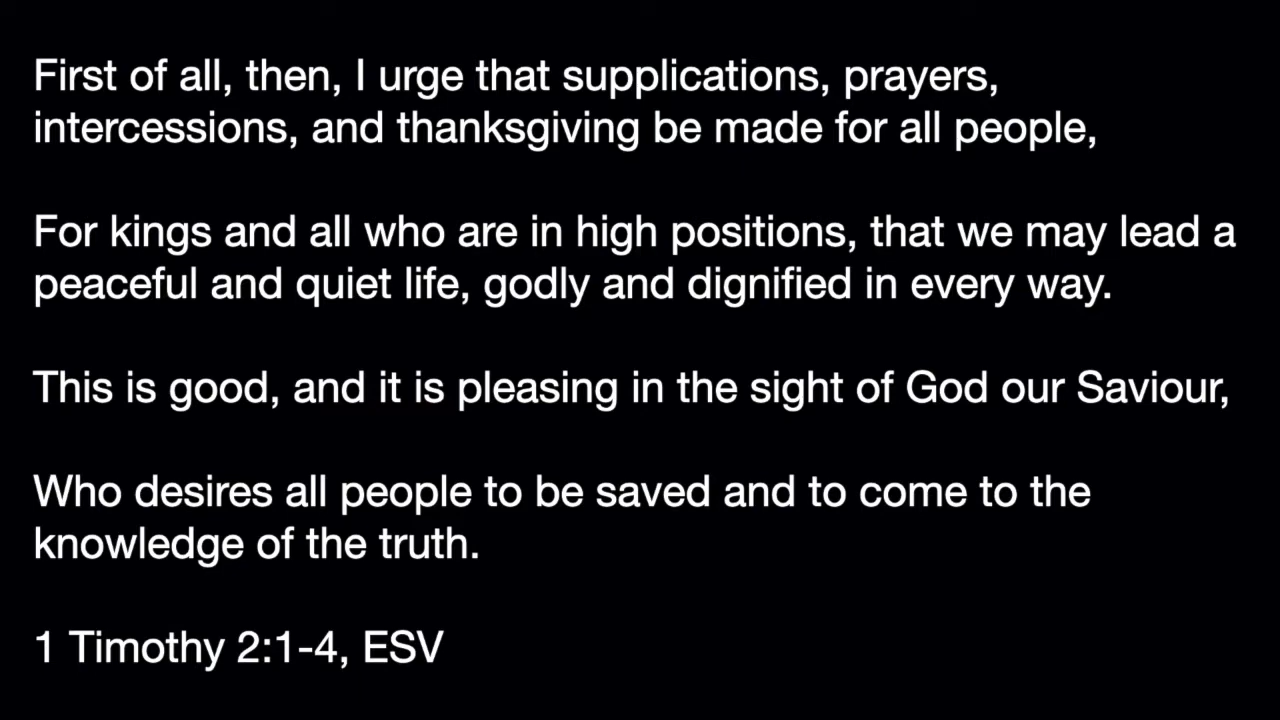 First of all, then, I urge that supplications, prayers,
intercessions, and thanksgiving be made for all people,
For kings and all who are in high positions, that we may lead a
peaceful and quiet life, godly and dignified in every way.
This is good, and it is pleasing in the sight of God our Saviour,
Who desires all people to be saved and to come to the
knowledge of the truth.
1 Timothy 2:1-4, ESV